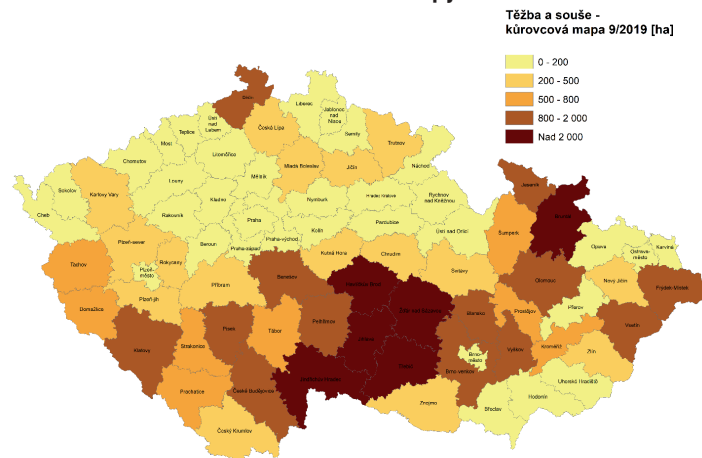 Těžba a souše -
kůrovcová mapa 9/2019 [ha]
0 - 200
200 - 500
500 - 800
800 - 2 000
Nad 2 000
Děčín
Liberec
Jablonec
nad
Nisou
Ústí
nad
Labem
Česká Lípa
Semily
Trutnov
Teplice
Most
Litoměřice
Chomutov
Mladá Boleslav
Jičín
Náchod
Louny
Mělník
Sokolov
Karlovy Vary
Cheb
Rakovník
Kladno
Praha
Nymburk
Hradec Králové
Rychnov
nad Kněžnou
Jeseník
Bruntál
Beroun
Praha-západ
Praha-východ
Kolín
Pardubice
Ústí nad Orlicí
Šumperk
Opava
Ostrava-
město
Karviná
Plzeň-sever
Rokycany
Plzeň-
město
Tachov
Kutná Hora
Chrudim
Svitavy
Olomouc
Nový Jičín
Frýdek-Místek
Příbram
Benešov
Havlíčkův Brod
Žďár nad Sázavou
Přerov
Plzeň-jih
Domažlice
Blansko
Prostějov
Vsetín
Klatovy
Písek
Tábor
Pelhřimov
Jihlava
Strakonice
Třebíč
Brno-
město
Vyškov
Kroměříž
Zlín
Brno-venkov
Prachatice
České Budějovice
Jindřichův Hradec
Uherské Hradiště
Hodonín
Znojmo
Břeclav
Český Krumlov